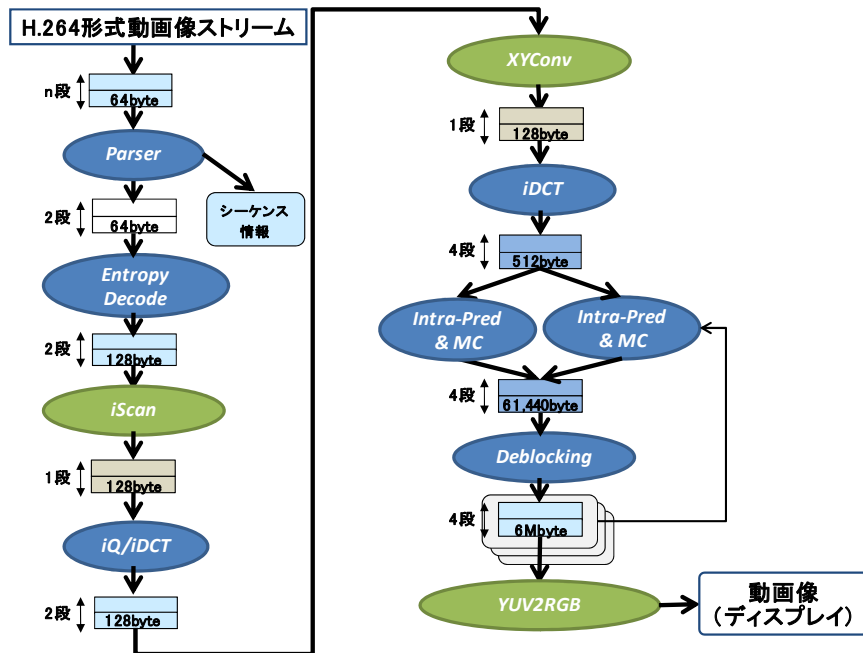 H.264形式動画像ストリーム
n段
64byte
Parser
シーケンス
情報
2段
64byte
Entropy
Decode
2段
128byte
iScan
1段
128byte
iQ/iDCT
2段
128byte
XYConv
1段
128byte
iDCT
4段
512byte
Intra-Pred
& MC
Intra-Pred
& MC
4段
61,440byte
Deblocking
4段
6Mbyte
YUV2RGB
動画像
(ディスプレイ)